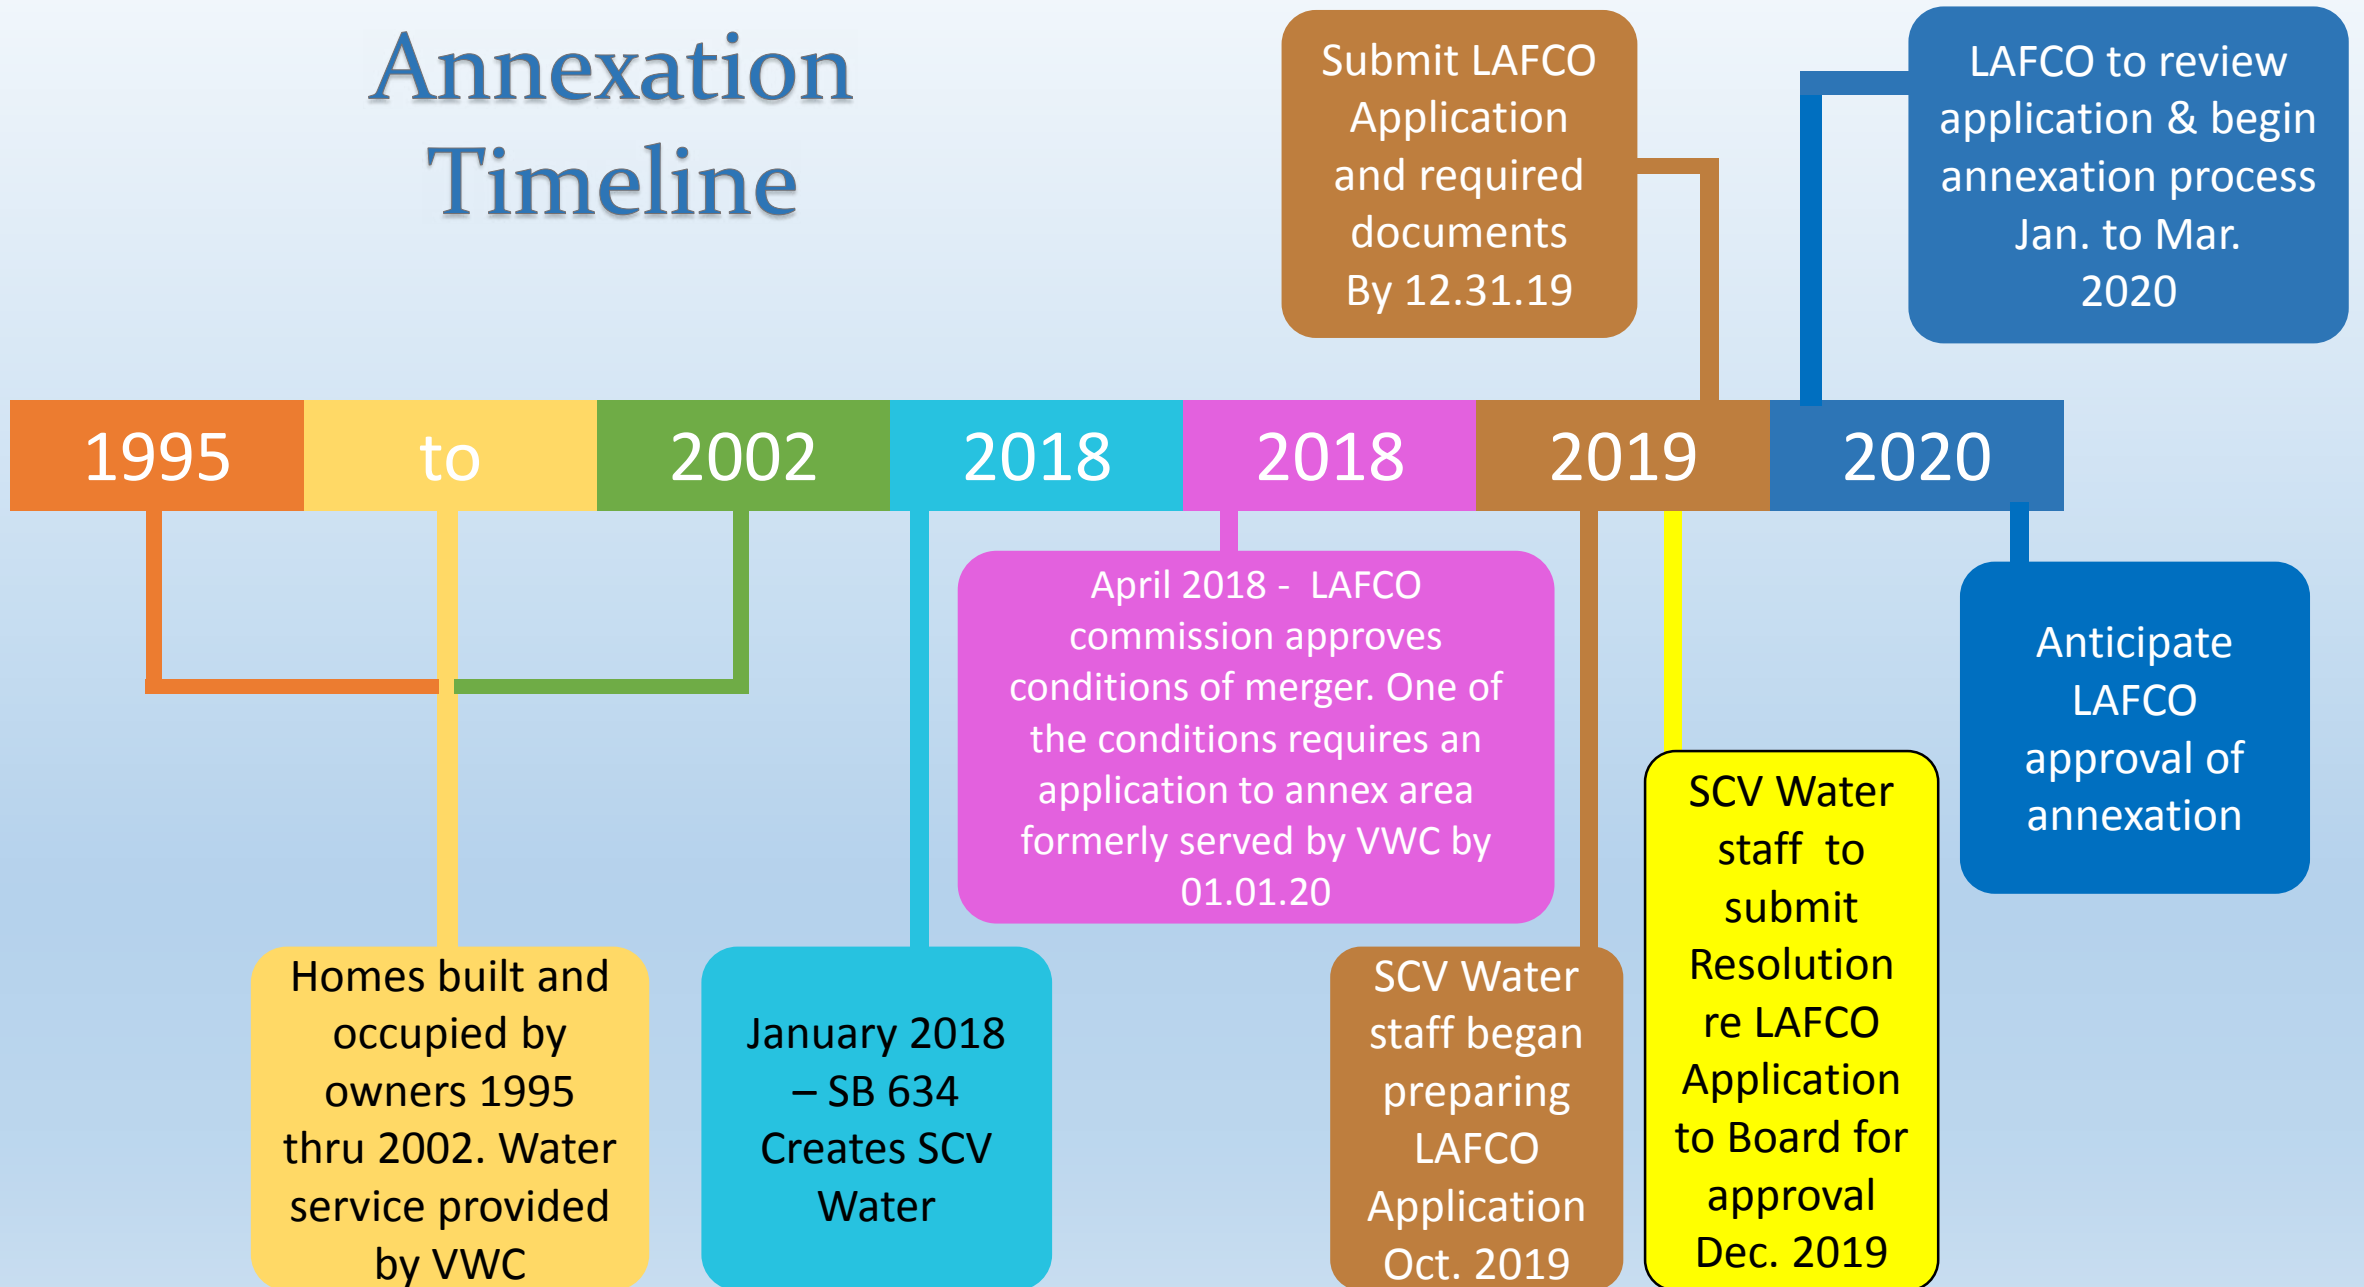 Annexation
Timeline
Submit LAFCO
Application
and required
documents
By 12.31.19
LAFCO to review
application & begin
annexation process
Jan. to Mar.
2020
1995
to
2002
2018
2018
2019
2020
Homes built and
occupied by
owners 1995
thru 2002. Water
service provided
by VWC
January 2018
– SB 634
Creates SCV
Water
April 2018 - LAFCO
commission approves
conditions of merger. One of
the conditions requires an
application to annex area
formerly served by VWC by
01.01.20
SCV Water
staff began
preparing
LAFCO
Application
Oct. 2019
SCV Water
staff to
submit
Resolution
re LAFCO
Application
to Board for
approval
Dec. 2019
Anticipate
LAFCO
approval of
annexation